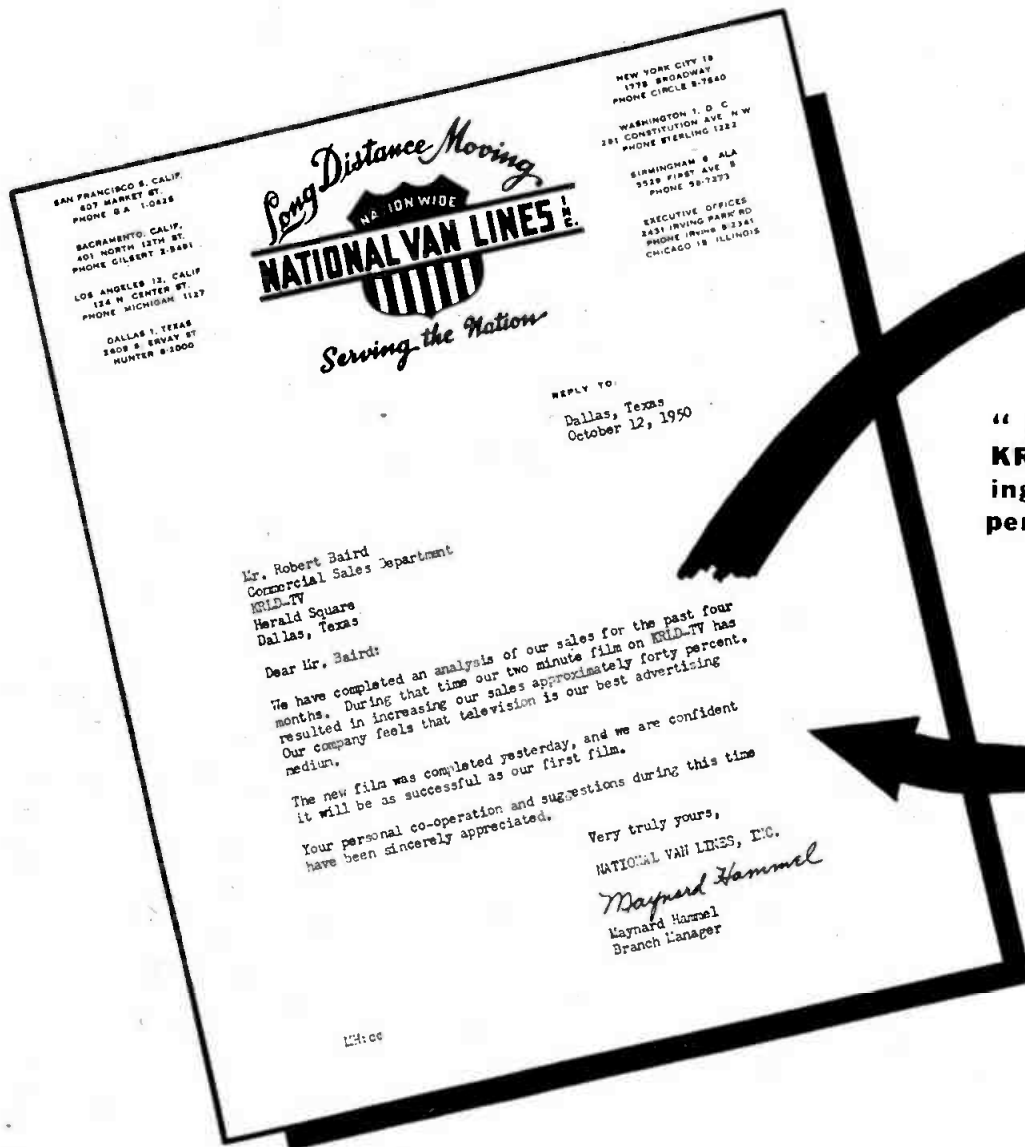 SAN FRANCISCO 5, CALIF.
607 MARKET ST.
PHONE GA 1-0425
SACRAMENTO, CALIF.
401 NORTH 12TH ST.
PHONE GILBERT 2-5401
LOS ANGELES 12, CALIF
124 N CENTER ST.
PHONE MICHIGAN 1127
DALLAS 1, TEXAS
2609 S. ERVAY ST
HUNTER 8-2000
Long Distance Moving
NATION WIDE
NATIONAL VAN LINES INC.
Serving the Nation
NEW YORK CITY 19
1775 BROADWAY
PHONE CIRCLE 5-7640
WASHINGTON 1, D C
201 CONSTITUTION AVE N W
PHONE STERLING 1222
BIRMINGHAM 6 ALA
5529 FIRST AVE S
PHONE 58-7273
EXECUTIVE OFFICES
2431 IRVING PARK RD
PHONE IRVING 8-2341
CHICAGO 18 ILLINOIS
REPLY TO:
Dallas, Texas
October 12, 1950
Mr. Robert Baird
Commercial Sales Department
KRLD-TV
Herald Square
Dallas, Texas
Dear Mr. Baird:
We have completed an analysis of our sales for the past four
months. During that time our two minute film on KRLD-TV has
resulted in increasing our sales approximately forty percent.
Our company feels that television is our best advertising
medium.
The new film was completed yesterday, and we are confident
it will be as successful as our first film.
Your personal co-operation and suggestions during this time
have been sincerely appreciated.
Very truly yours,
NATIONAL VAN LINES, INC.
Maynard Hammel
Maynard Hammel
Branch Manager
MH:cc
“
KR
ing
per